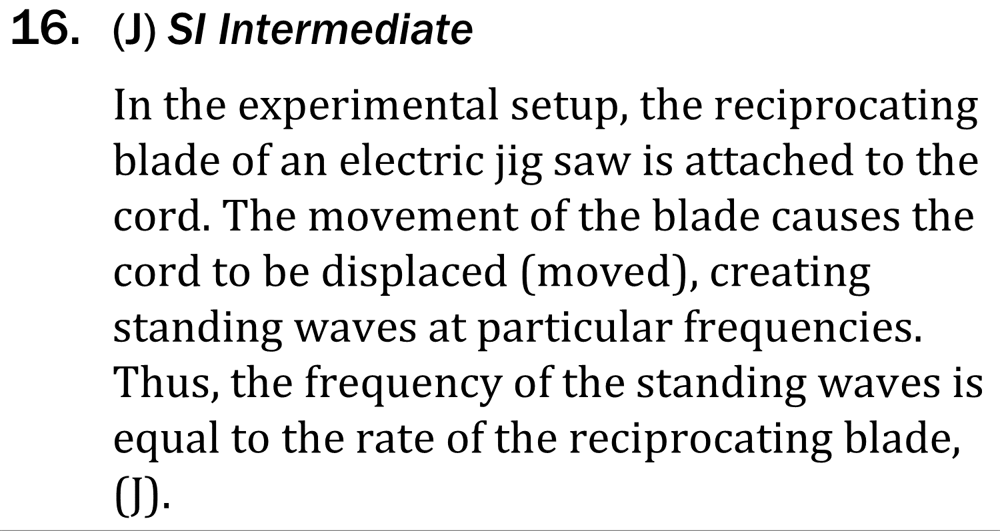 16. (J) SI Intermediate
In the experimental setup, the reciprocating
blade of an electric jig saw is attached to the
cord. The movement of the blade causes the
cord to be displaced (moved), creating
standing waves at particular frequencies.
Thus, the frequency of the standing waves is
equal to the rate of the reciprocating blade,
(J).